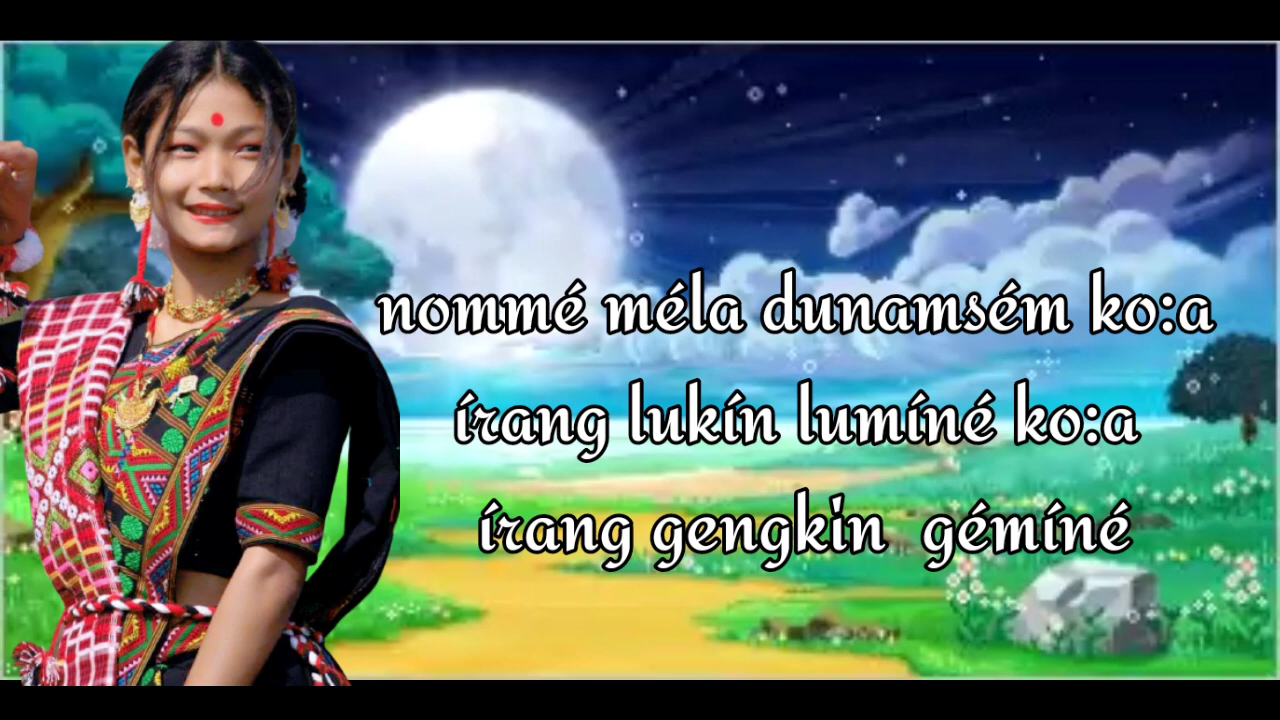 nommé méla dunamsém ko:a
írang lukín lumíné ko:a
írang gengkin gémíné